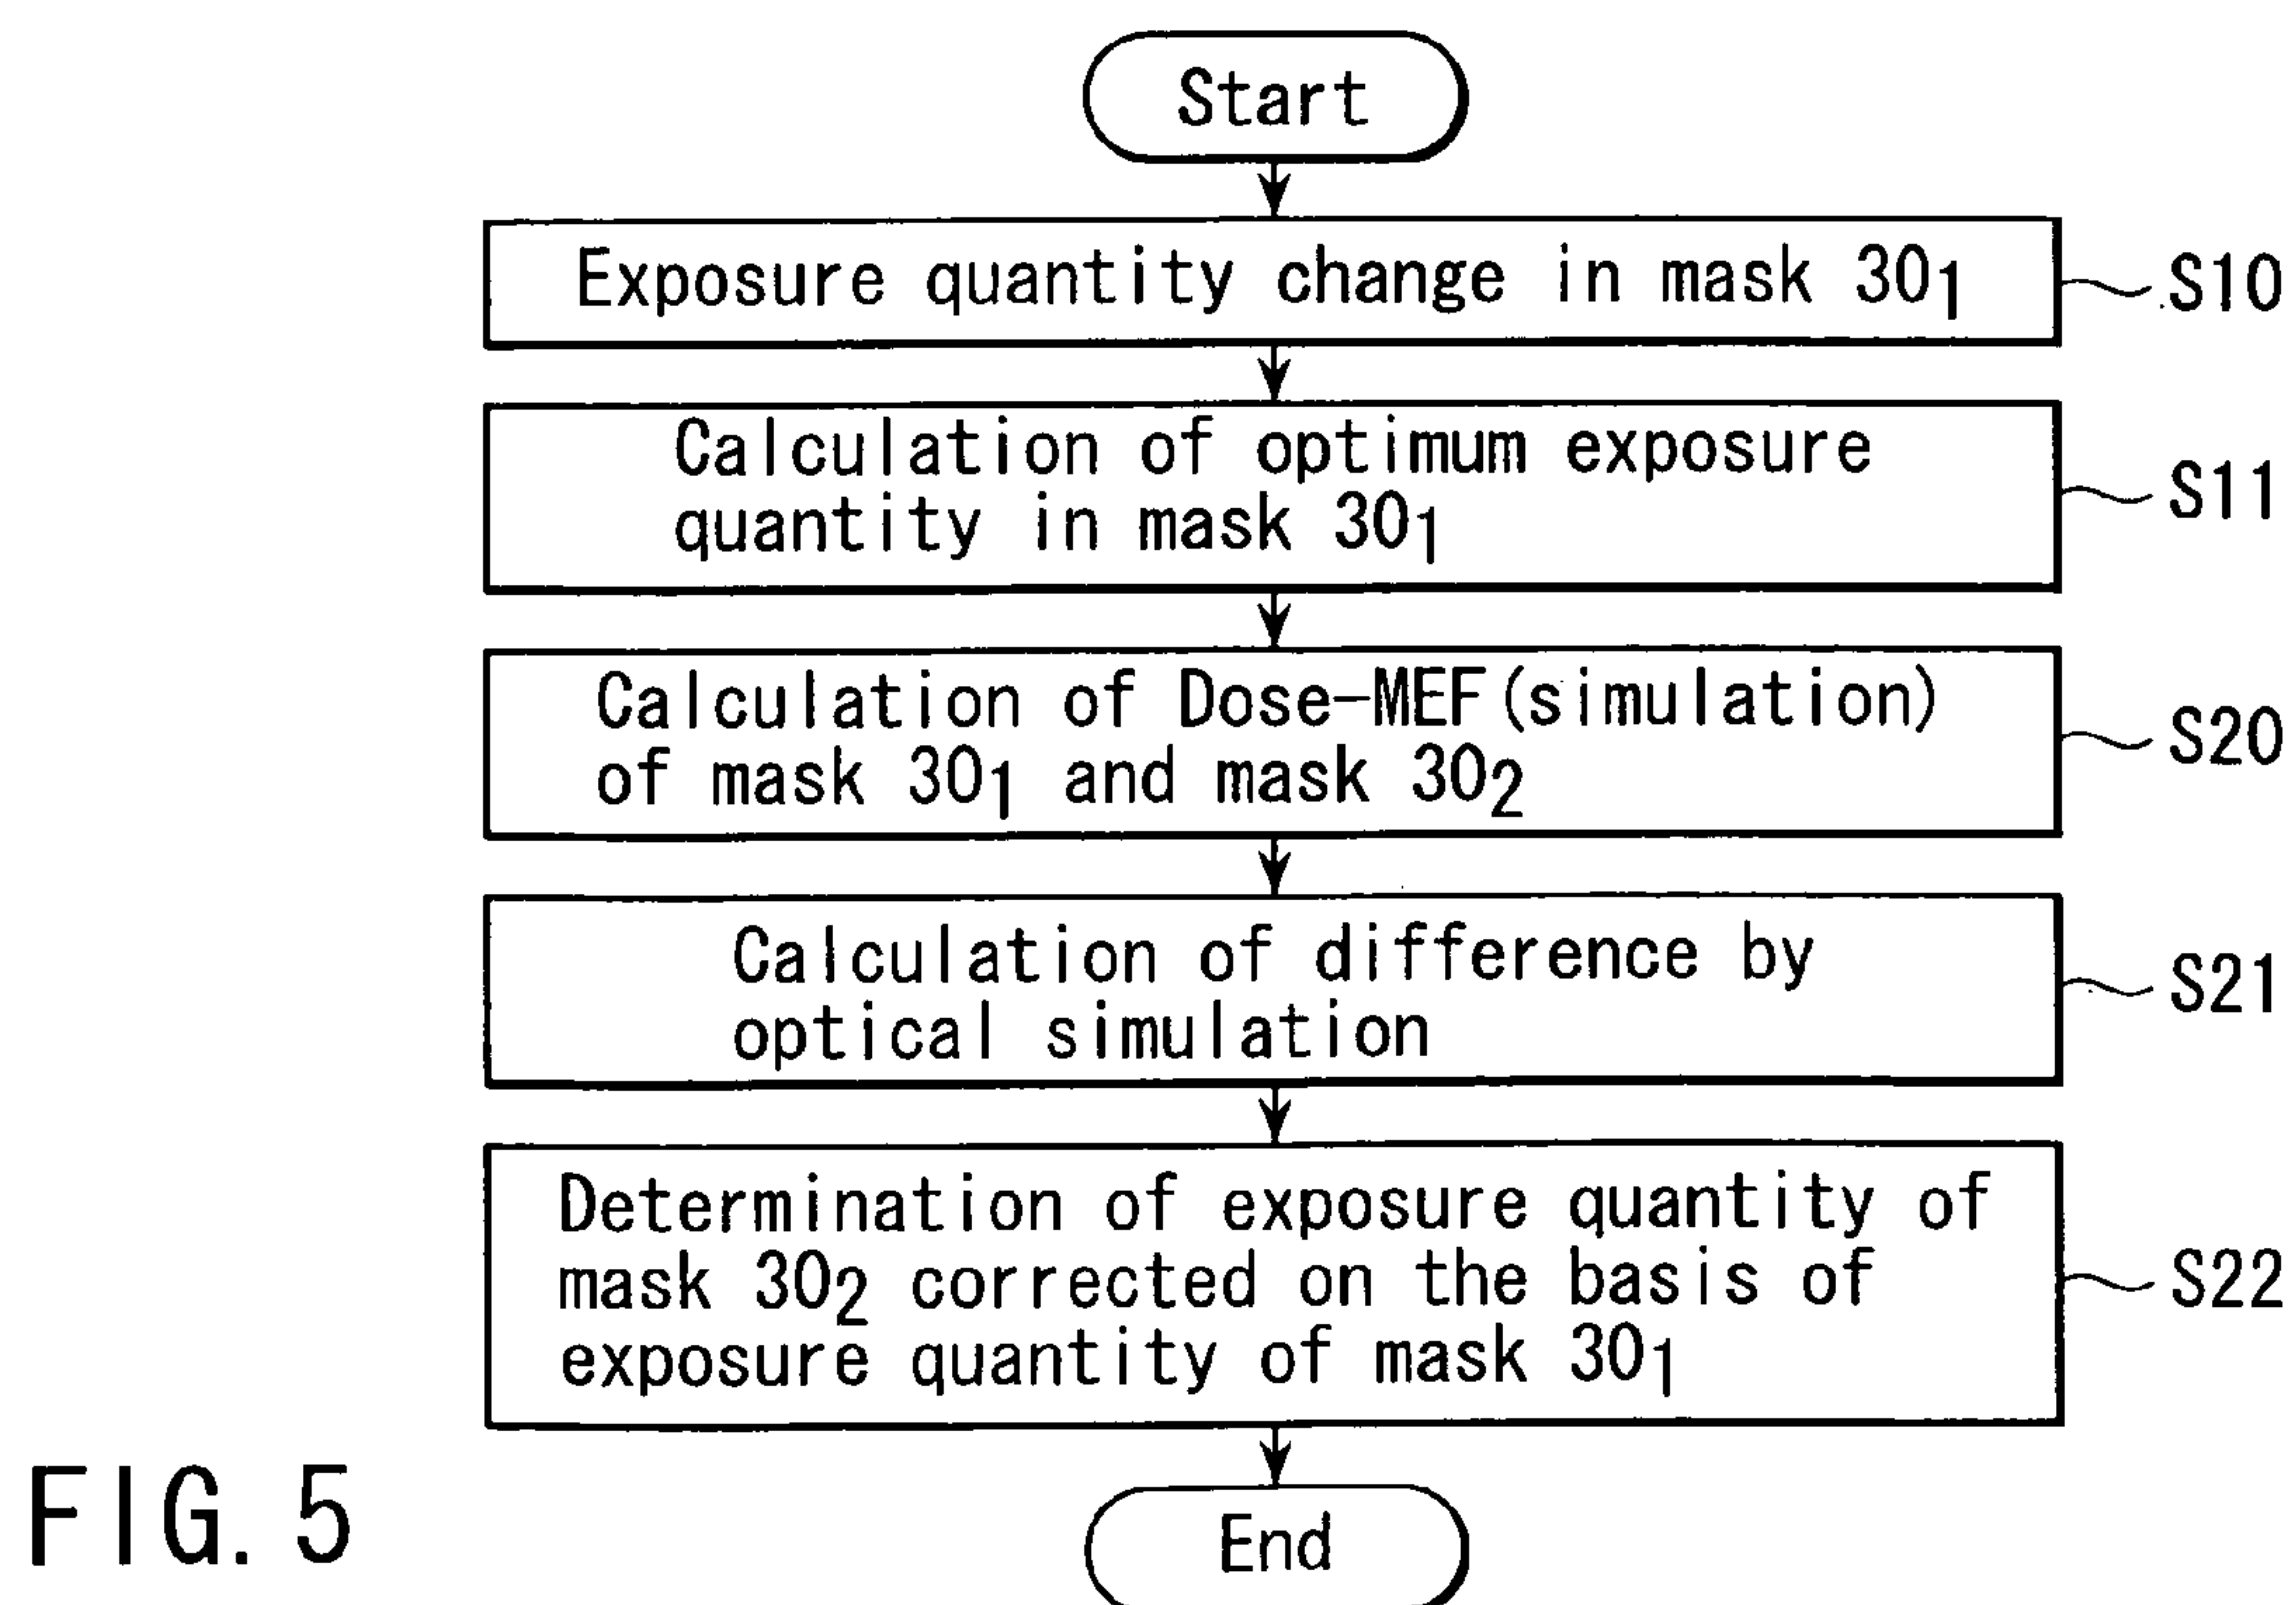 Start
Exposure quantity change in mask 30₁
S10
Calculation of optimum exposure
quantity in mask 30₁
S11
Calculation of Dose-MEF(simulation)
of mask 30₁ and mask 30₂
S20
Calculation of difference by
optical simulation
S21
Determination of exposure quantity of
mask 30₂ corrected on the basis of
exposure quantity of mask 30₁
S22
End
FIG. 5